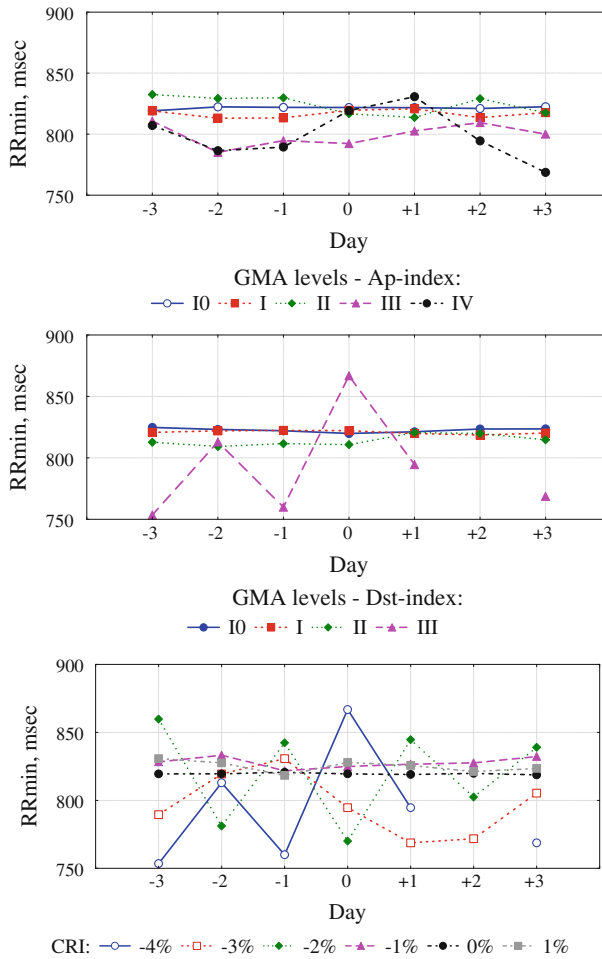 900
850
800
750
RRmin, msec
-3 -2 -1 0 +1 +2 +3
Day
GMA levels - Ap-index:
I0 I II III IV
900
850
800
750
RRmin, msec
-3 -2 -1 0 +1 +2 +3
Day
GMA levels - Dst-index:
I0 I II III
900
850
800
750
RRmin, msec
-3 -2 -1 0 +1 +2 +3
Day
CRI: -4% -3% -2% -1% 0% 1%